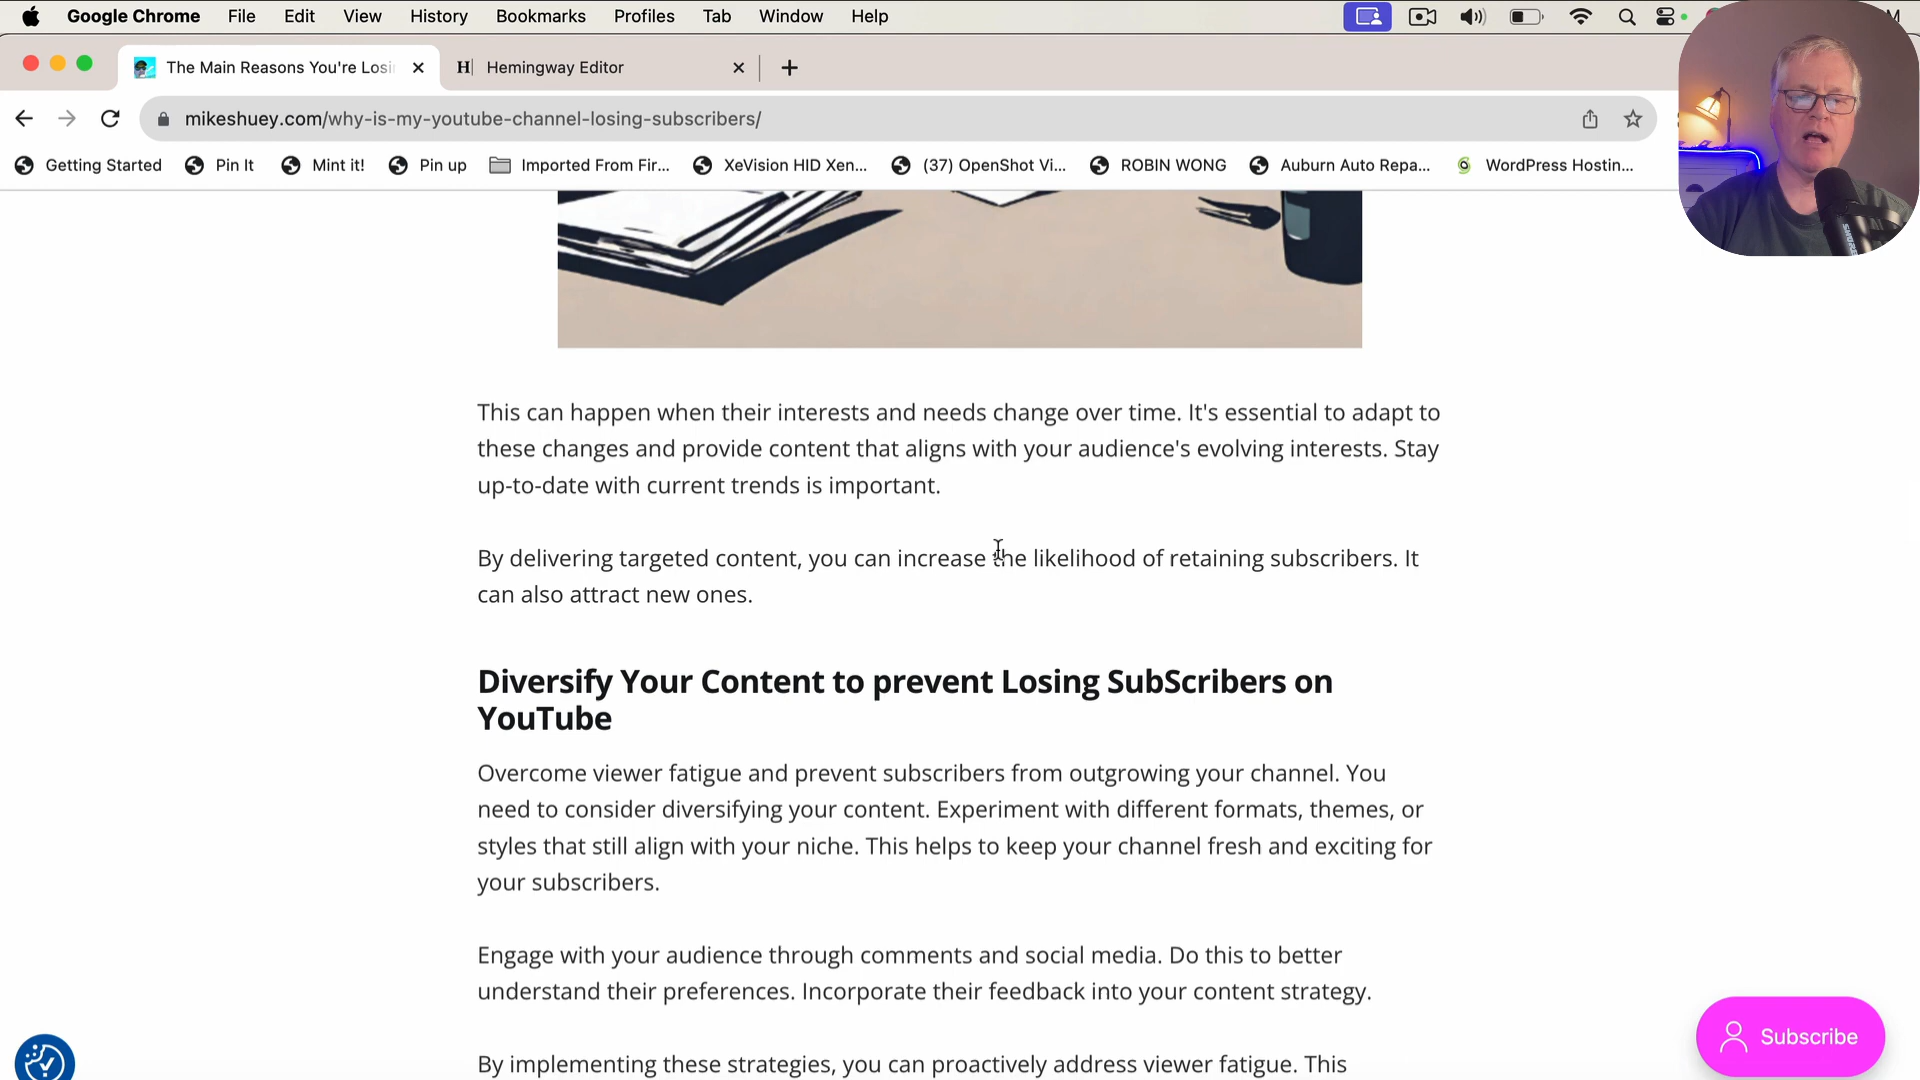 Google Chrome File Edit View History Bookmarks Profiles Tab Window Help
The Main Reasons You're Losi Hemingway Editor
mikeshuey.com/why-is-my-youtube-channel-losing-subscribers/
Getting Started Pin It Mint it! Pin up Imported From Fir... XeVision HID Xen... (37) OpenShot Vi... ROBIN WONG Auburn Auto Repa... WordPress Hostin...
This can happen when their interests and needs change over time. It's essential to adapt to
these changes and provide content that aligns with your audience's evolving interests. Stay
up-to-date with current trends is important.
By delivering targeted content, you can increase the likelihood of retaining subscribers. It
can also attract new ones.
Diversify Your Content to prevent Losing SubScribers on
YouTube
Overcome viewer fatigue and prevent subscribers from outgrowing your channel. You
need to consider diversifying your content. Experiment with different formats, themes, or
styles that still align with your niche. This helps to keep your channel fresh and exciting for
your subscribers.
Engage with your audience through comments and social media. Do this to better
understand their preferences. Incorporate their feedback into your content strategy.
Subscribe
By implementing these strategies, you can proactively address viewer fatigue. This